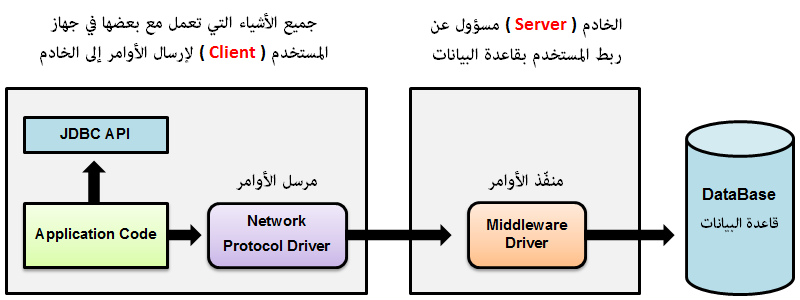 جميع الأشياء التي تعمل مع بعضها في جهاز
المستخدم ( Client ) لإرسال الأوامر إلى الخادم
الخادم ( Server ) مسؤول عن
ربط المستخدم بقاعدة البيانات
JDBC API
مرسل الأوامر
Application Code
Network
Protocol Driver
منفّذ الأوامر
Middleware
Driver
DataBase
قاعدة البيانات